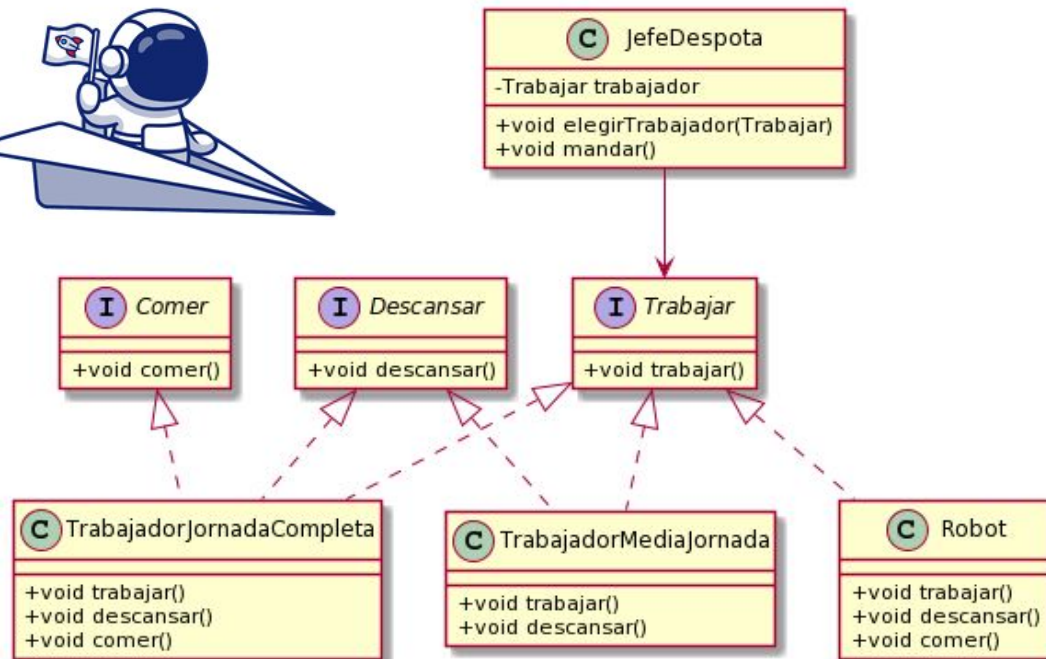 C JefeDespota
-Trabajar trabajador
+void elegirTrabajador(Trabajar)
+void mandar()
I Comer
+void comer()
I Descansar
+void descansar()
I Trabajar
+void trabajar()
C TrabajadorJornadaCompleta
+void trabajar()
+void descansar()
+void comer()
C TrabajadorMediaJornada
+void trabajar()
+void descansar()
C Robot
+void trabajar()
+void descansar()
+void comer()